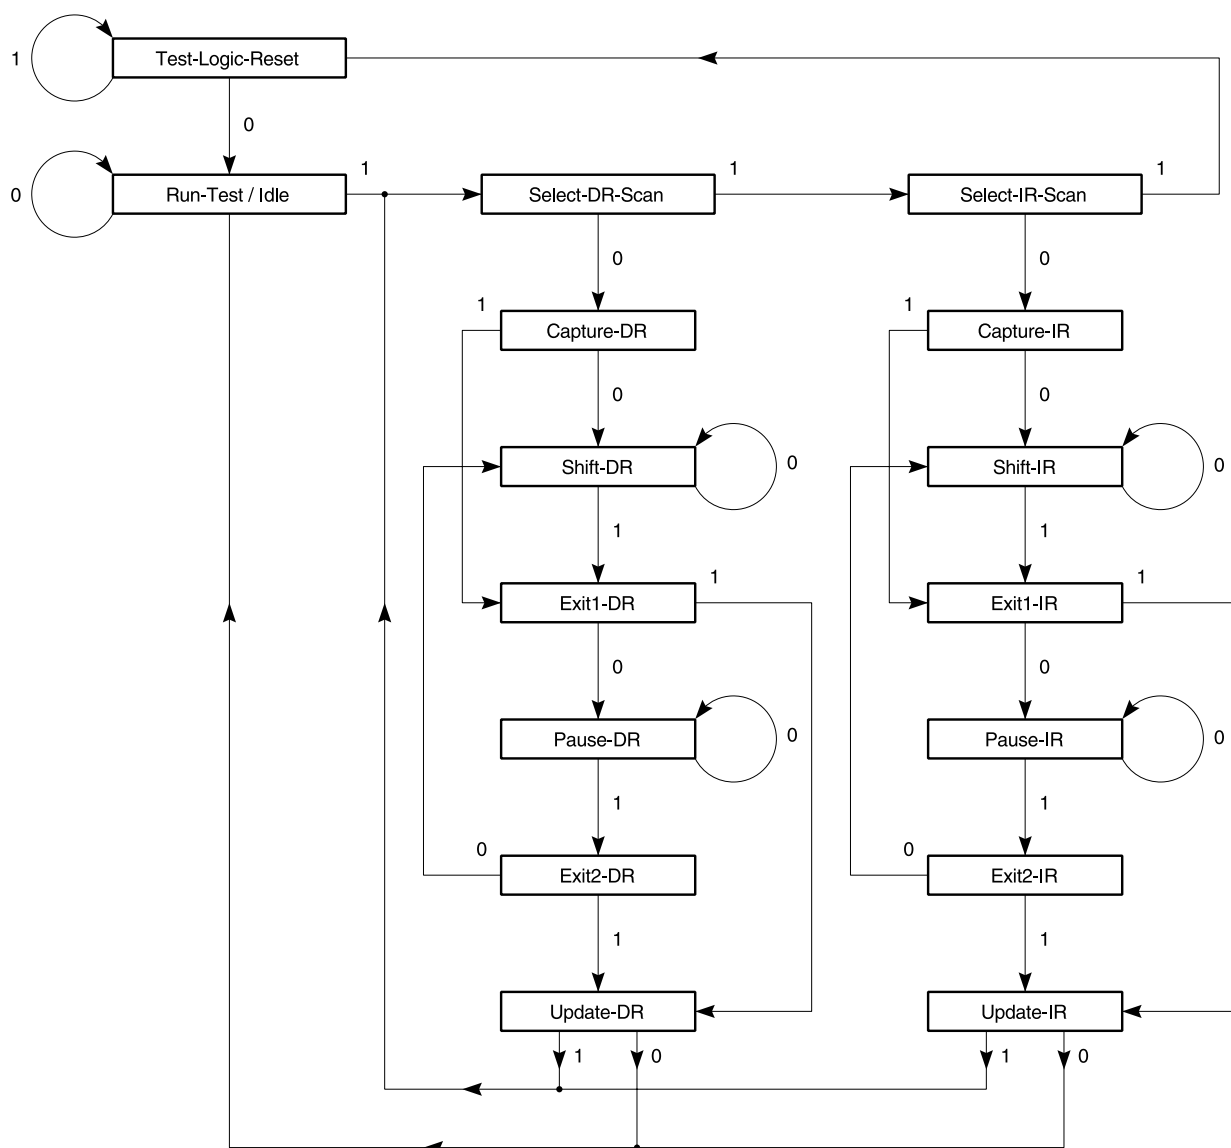 1
Test-Logic-Reset
0
0
Run-Test / Idle
1
Select-DR-Scan
1
Select-IR-Scan
1
0
0
1
Capture-DR
1
Capture-IR
0
0
Shift-DR
0
Shift-IR
0
1
1
Exit1-DR
1
Exit1-IR
1
0
0
Pause-DR
0
Pause-IR
0
1
1
0
Exit2-DR
0
Exit2-IR
1
1
Update-DR
Update-IR
1
0
1
0